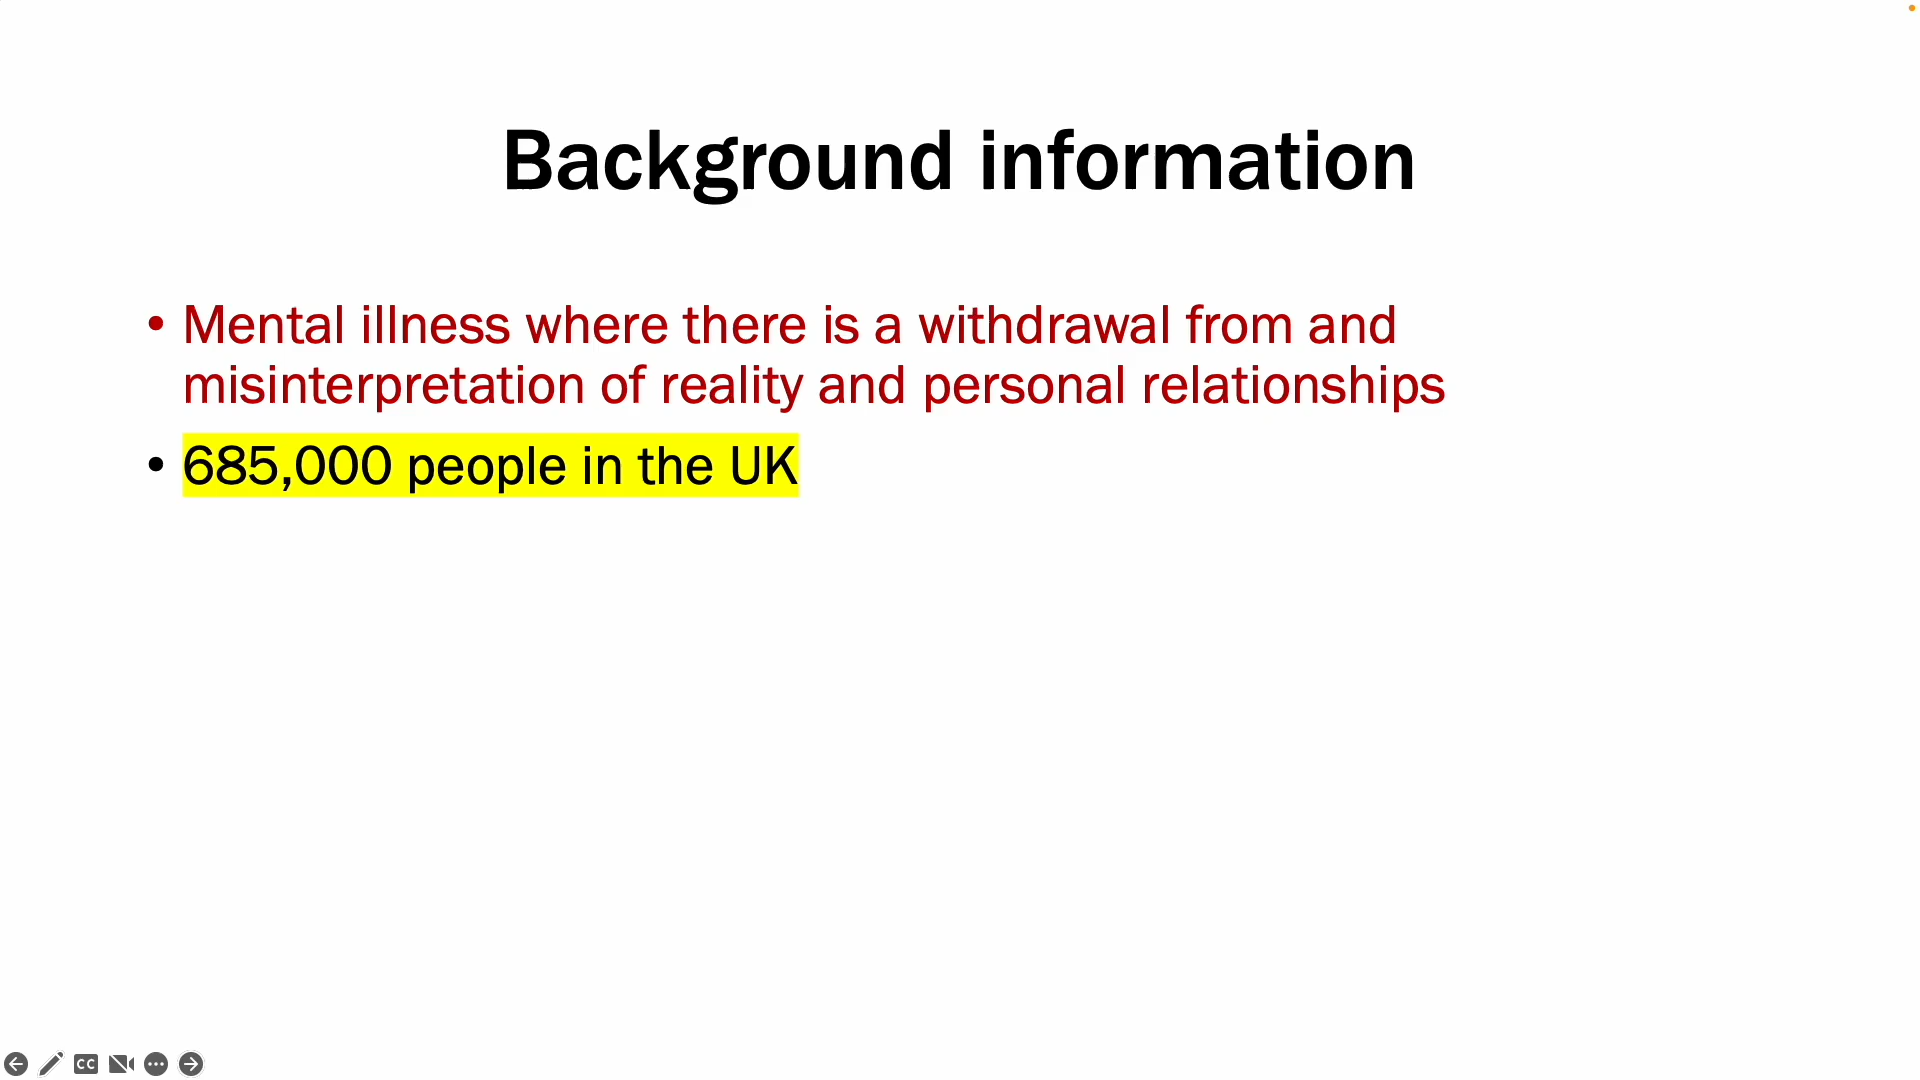 Background information
• Mental illness where there is a withdrawal from and
misinterpretation of reality and personal relationships
• 685,000 people in the UK
CC